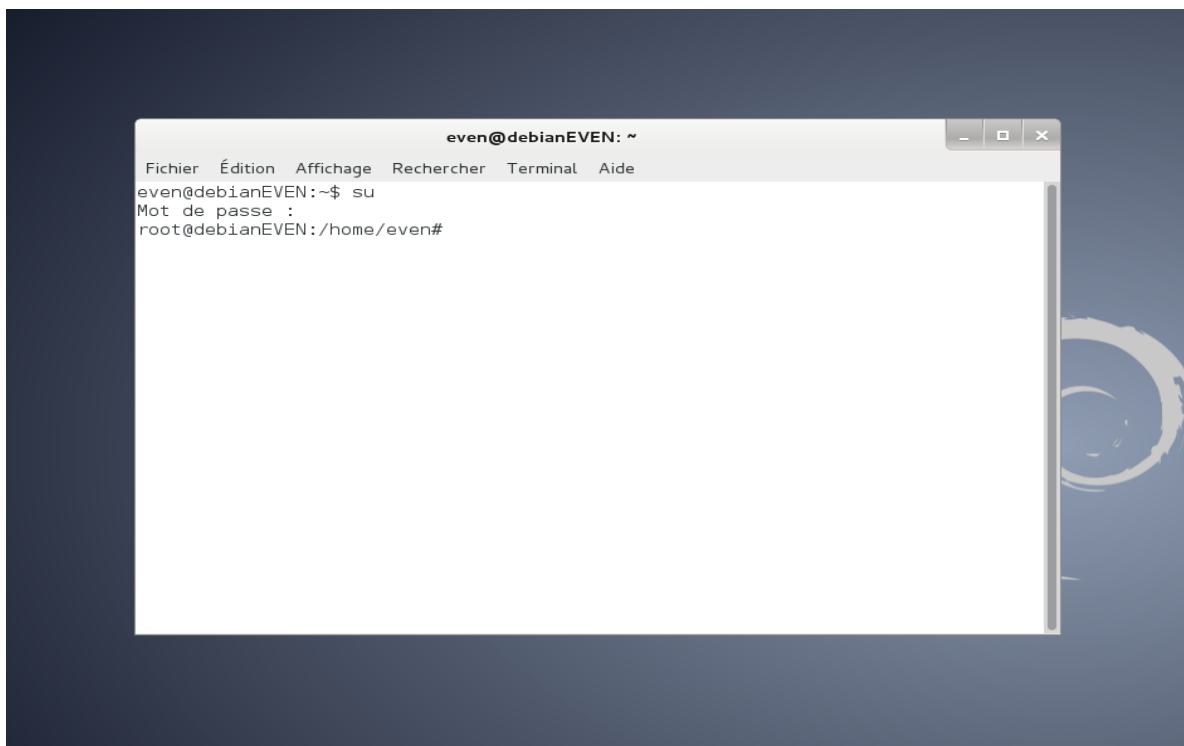 even@debianEVEN: ~
Fichier Édition Affichage Rechercher Terminal Aide
even@debianEVEN:~$ su
Mot de passe :
root@debianEVEN:/home/even#